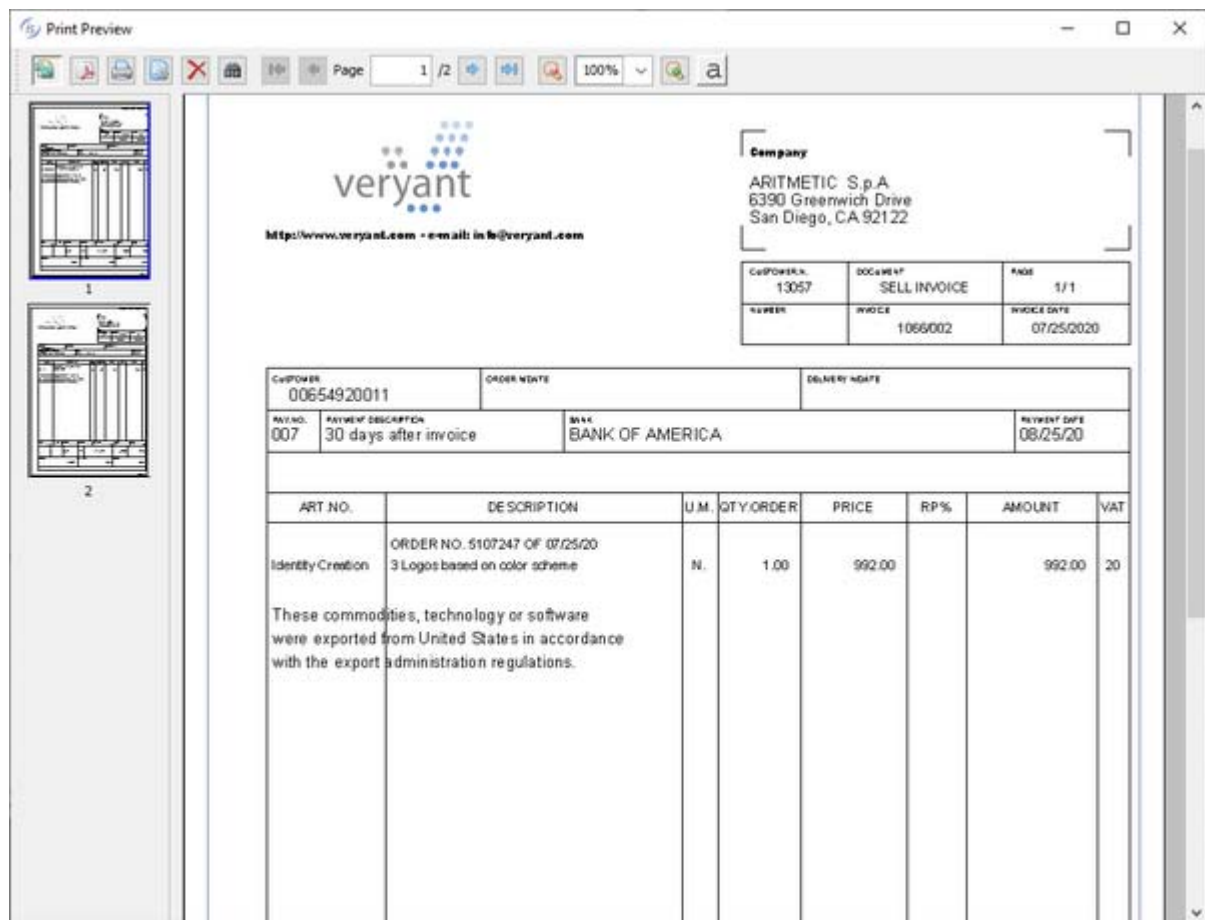 Print Preview
Page 1 /2 100% a
1
2
veryant
http://www.veryant.com - e-mail: info@veryant.com
Company
ARITMETIC S.p.A
6390 Greenwich Drive
San Diego, CA 92122
CUSTOMER N. DOCUMENT PAGE
13057 SELL INVOICE 1/1
NUMBER INVOICE INVOICE DATE
1066/002 07/25/2020
CUSTOMER ORDER N/DATE DELIVERY N/DATE
00654920011
PAY.NO. PAYMENT DESCRIPTION BANK PAYMENT DATE
007 30 days after invoice BANK OF AMERICA 08/25/20
ART.NO. DESCRIPTION U.M. QTY.ORDER PRICE RP% AMOUNT VAT
ORDER NO. 5107247 OF 07/25/20
Identity Creation 3 Logos based on color scheme N. 1.00 992.00 992.00 20
These commodities, technology or software
were exported from United States in accordance
with the export administration regulations.